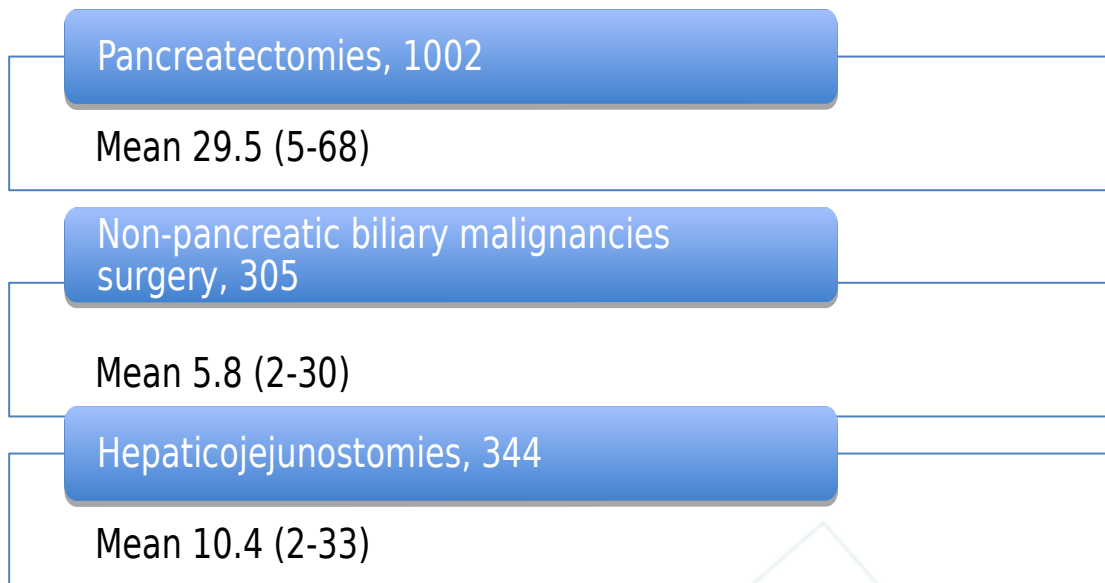 Pancreatectomies, 1002
Mean 29.5 (5-68)
Non-pancreatic biliary malignancies
surgery, 305
Mean 5.8 (2-30)
Hepaticojejunostomies, 344
Mean 10.4 (2-33)